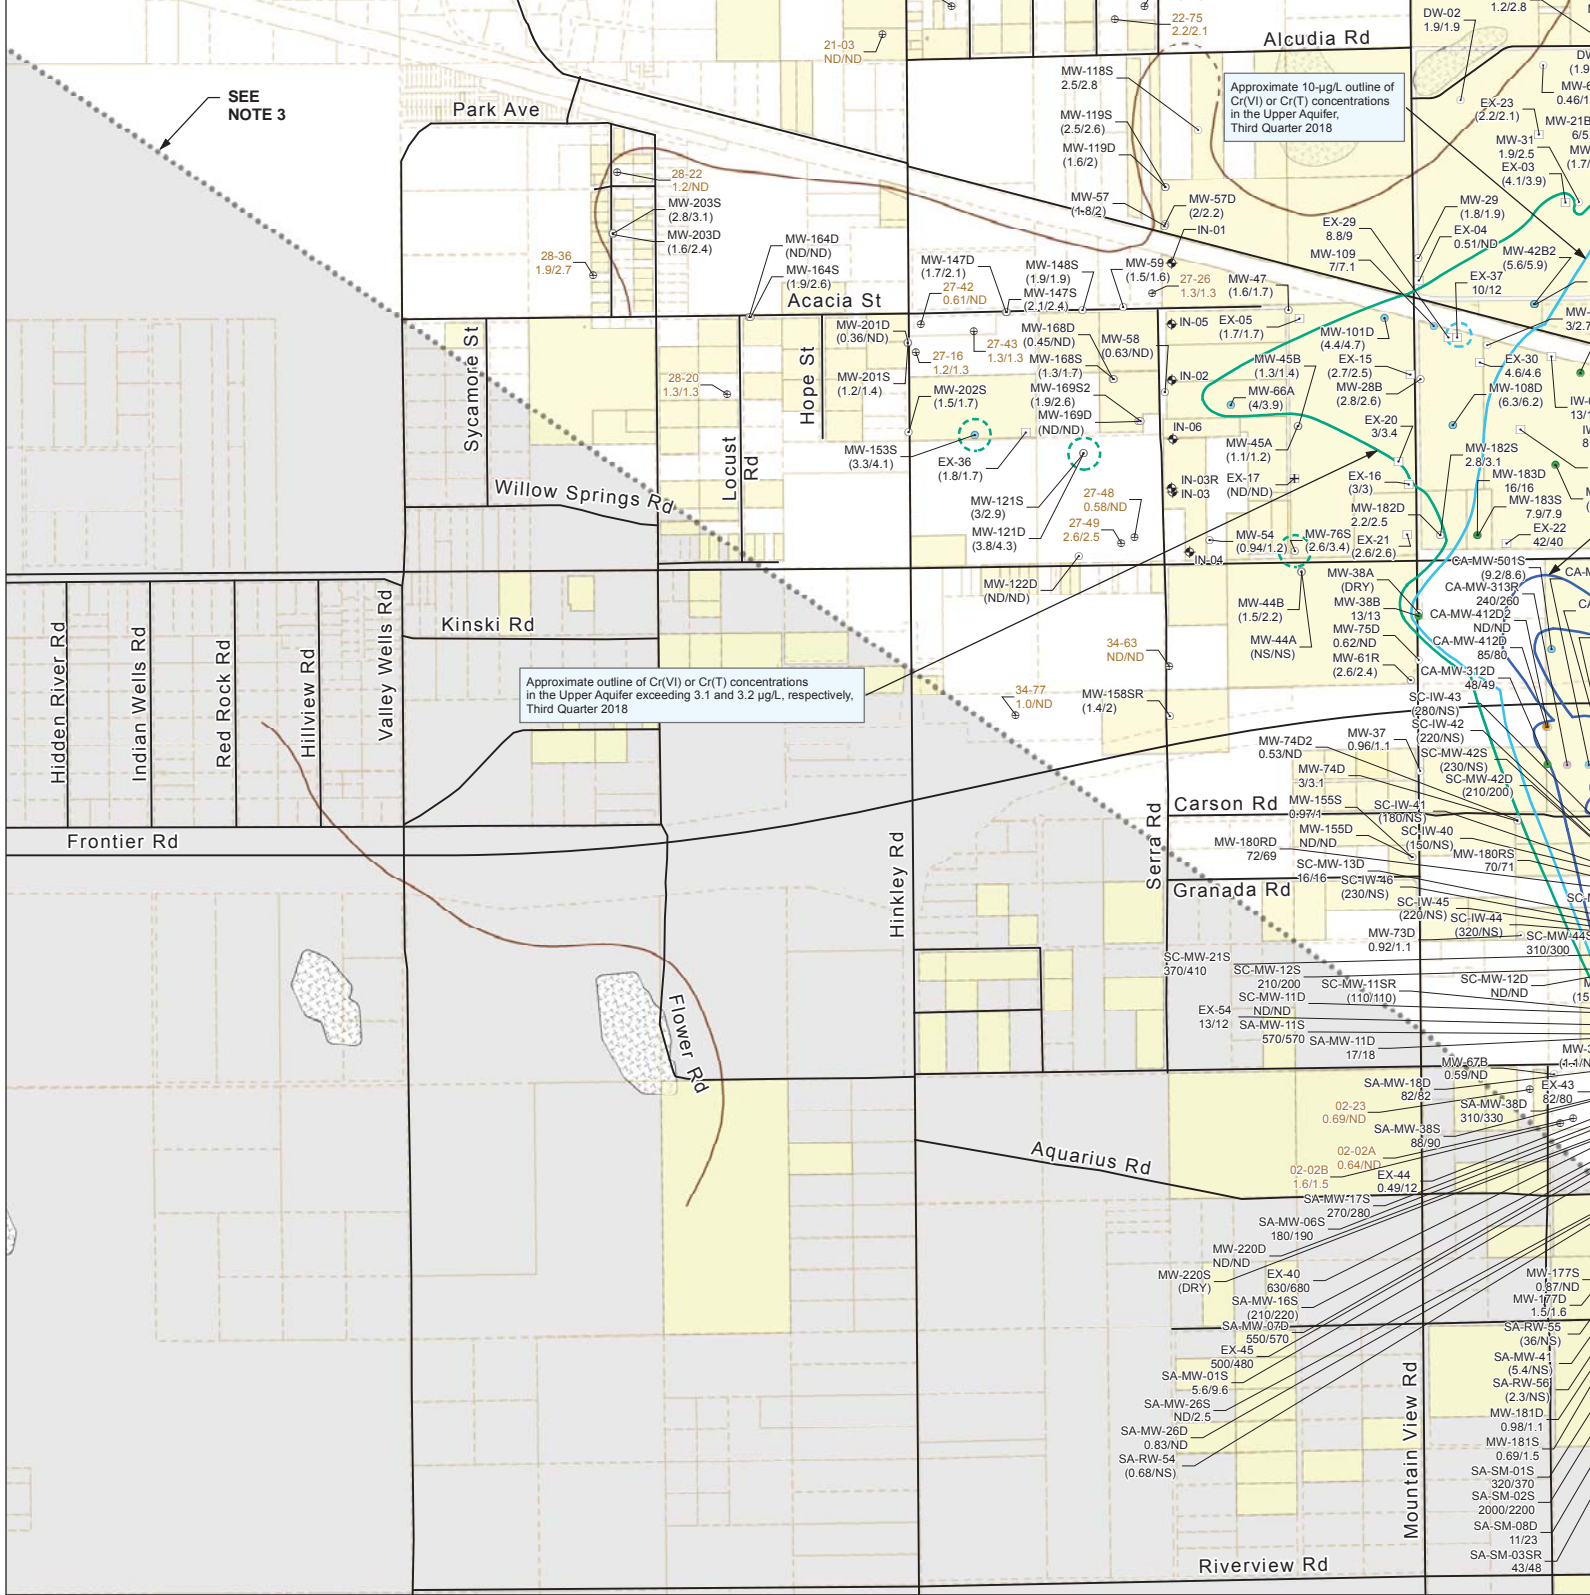 21-03
ND/ND
22-75
2.2/2.1
Alcudia Rd
DW-02
1.9/1.9
1.2/2.8
SEE
NOTE 3
Park Ave
MW-118S
2.5/2.8
MW-119S
(2.5/2.6)
MW-119D
(1.6/2)
MW-57
(1.8/2)
MW-57D
(2/2.2)
IN-01
Approximate 10-µg/L outline of
Cr(VI) or Cr(T) concentrations
in the Upper Aquifer,
Third Quarter 2018
EX-23
(2.2/2.1)
MW-31
1.9/2.5
EX-03
(4.1/3.9)
MW-21B
28-22
1.2/ND
MW-203S
(2.8/3.1)
MW-203D
(1.6/2.4)
28-36
1.9/2.7
MW-164D
(ND/ND)
MW-164S
(1.9/2.6)
Acacia St
MW-147D
(1.7/2.1)
27-42
0.61/ND
MW-148S
(1.9/1.9)
MW-147S
(2.1/2.4)
MW-59
(1.5/1.6)
27-26
1.3/1.3
MW-47
(1.6/1.7)
EX-29
8.8/9
MW-109
7/7.1
MW-29
(1.8/1.9)
EX-04
0.51/ND
MW-42B2
(5.6/5.9)
EX-37
10/12
3/2.7
MW-201D
(0.36/ND)
27-16
1.2/1.3
27-43
1.3/1.3
MW-168D
(0.45/ND)
MW-168S
(1.3/1.7)
MW-58
(0.63/ND)
IN-05
EX-05
(1.7/1.7)
MW-101D
(4.4/4.7)
MW-45B
(1.3/1.4)
EX-15
(2.7/2.5)
MW-28B
(2.8/2.6)
EX-30
4.6/4.6
MW-108D
(6.3/6.2)
MW-201S
(1.2/1.4)
MW-202S
(1.5/1.7)
MW-169S2
(1.9/2.6)
MW-169D
(ND/ND)
IN-02
MW-66A
(4/3.9)
28-20
1.3/1.3
Sycamore St
Locust
Rd
Hope St
MW-153S
(3.3/4.1)
EX-36
(1.8/1.7)
IN-06
MW-45A
(1.1/1.2)
EX-20
3/3.4
Willow Springs Rd
MW-121S
(3/2.9)
MW-121D
(3.8/4.3)
27-48
0.58/ND
27-49
2.6/2.5
IN-03R
IN-03
EX-17
(ND/ND)
EX-16
(3/3)
MW-182S
2.8/3.1
MW-183D
16/16
MW-183S
7.9/7.9
MW-182D
2.2/2.5
EX-22
42/40
MW-54
(0.94/1.2)
MW-76S
(2.6/3.4)
EX-21
(2.6/2.6)
IN-04
MW-122D
(ND/ND)
MW-44B
(1.5/2.2)
MW-44A
(NS/NS)
MW-38A
(DRY)
MW-38B
13/13
MW-75D
0.62/ND
MW-61R
(2.6/2.4)
CA-MW-501S
(9.2/8.6)
CA-MW-313R
240/260
CA-MW-412D2
ND/ND
CA-MW-412D
85/80
CA-MW-312D
48/49
Hidden River Rd
Indian Wells Rd
Red Rock Rd
Hillview Rd
Valley Wells Rd
Kinski Rd
34-63
ND/ND
34-77
1.0/ND
MW-158SR
(1.4/2)
Approximate outline of Cr(VI) or Cr(T) concentrations
in the Upper Aquifer exceeding 3.1 and 3.2 µg/L, respectively,
Third Quarter 2018
SC-IW-43
(280/NS)
SC-IW-42
(220/NS)
SC-MW-42S
(230/NS)
SC-MW-42D
(210/200)
MW-74D2
0.53/ND
MW-74D
3/3.1
MW-37
0.96/1.1
Carson Rd
MW-155S
0.97/1
MW-155D
ND/ND
SC-IW-41
(180/NS)
SC-IW-40
(150/NS)
MW-180RD
72/69
MW-180RS
70/71
SC-MW-13D
16/16
SC-IW-46
(230/NS)
Frontier Rd
Serra Rd
Hinkley Rd
Granada Rd
SC-IW-45
(220/NS)
SC-IW-44
(320/NS)
MW-73D
0.92/1.1
SC-MW-44S
310/300
SC-MW-21S
370/410
SC-MW-12S
210/200
SC-MW-11SR
(110/110)
SC-MW-12D
ND/ND
SC-MW-11D
ND/ND
EX-54
13/12
SA-MW-11S
570/570
SA-MW-11D
17/18
Flower Rd
MW-67B
0.59/ND
SA-MW-18D
82/82
EX-43
82/80
02-23
0.69/ND
SA-MW-38D
310/330
SA-MW-38S
88/90
Aquarius Rd
02-02A
0.64/ND
02-02B
1.6/1.5
EX-44
0.49/12
SA-MW-17S
270/280
SA-MW-06S
180/190
MW-220D
ND/ND
MW-220S
(DRY)
EX-40
630/680
SA-MW-16S
(210/220)
SA-MW-07D
550/570
EX-45
500/480
SA-MW-01S
5.6/9.6
SA-MW-26S
ND/2.5
SA-MW-26D
0.83/ND
SA-RW-54
(0.68/NS)
MW-177S
0.87/ND
MW-177D
1.5/1.6
SA-RW-55
(36/NS)
SA-MW-41
(5.4/NS)
SA-RW-56
(2.3/NS)
MW-181D
0.98/1.1
MW-181S
0.69/1.5
SA-SM-01S
320/370
SA-SM-02S
2000/2200
SA-SM-08D
11/23
SA-SM-03SR
43/48
Mountain View Rd
Riverview Rd